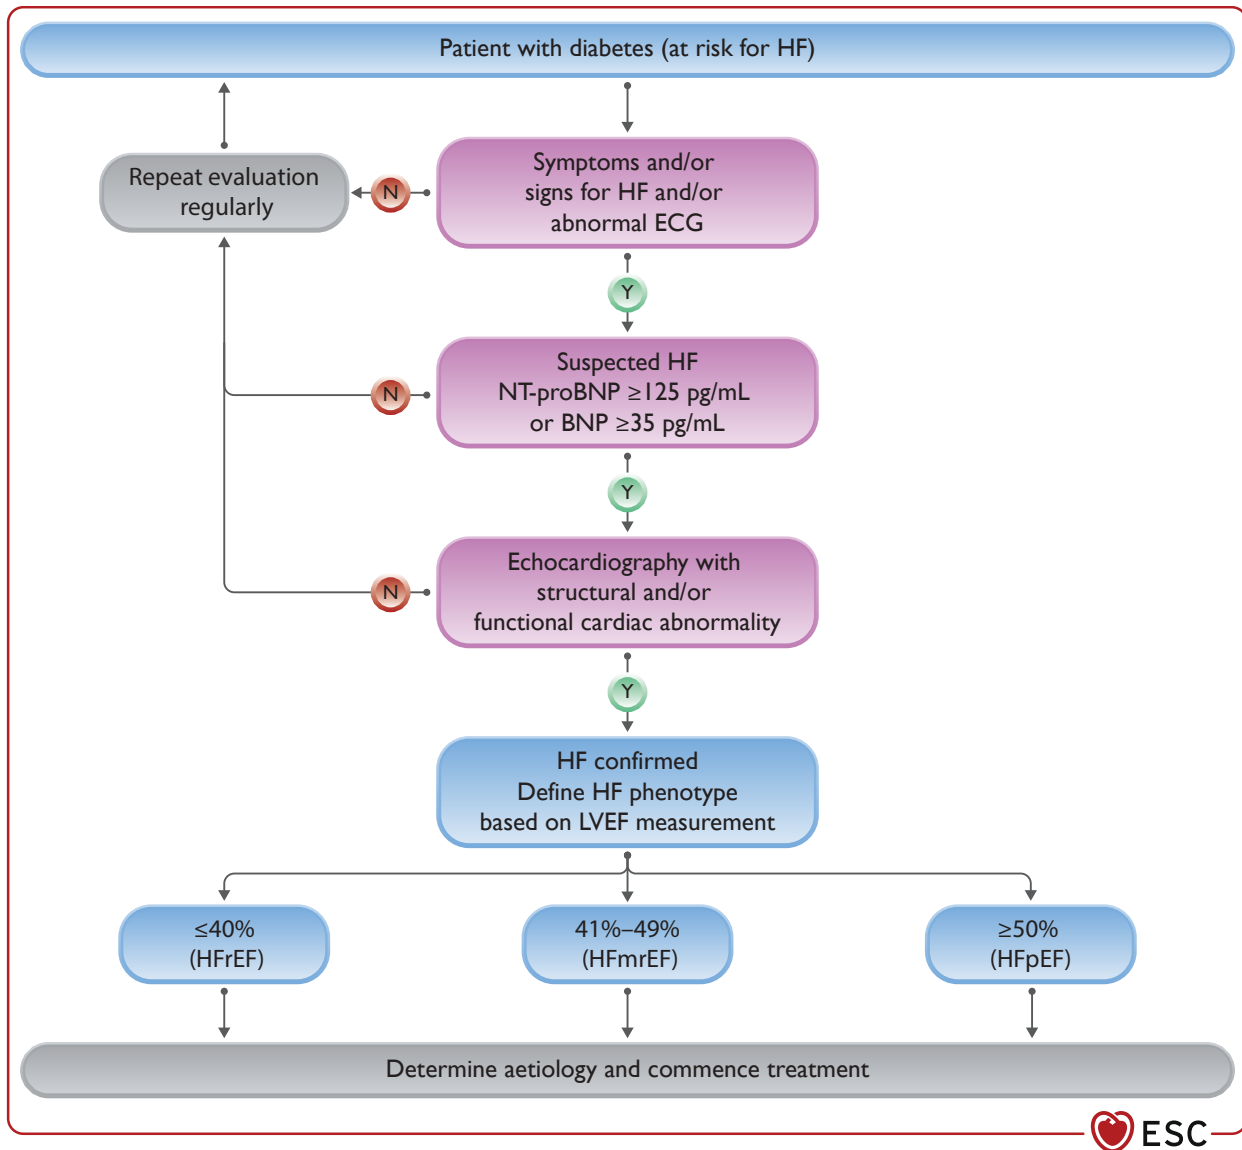 Patient with diabetes (at risk for HF)
Symptoms and/or
signs for HF and/or
abnormal ECG
N
Repeat evaluation
regularly
Y
Suspected HF
NT-proBNP ≥125 pg/mL
or BNP ≥35 pg/mL
N
Y
Echocardiography with
structural and/or
functional cardiac abnormality
N
Y
HF confirmed
Define HF phenotype
based on LVEF measurement
≤40%
(HFrEF)
41%–49%
(HFmrEF)
≥50%
(HFpEF)
Determine aetiology and commence treatment
ESC